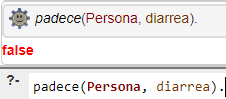 padece(Persona, diarrea).
false
?- padece(Persona, diarrea).